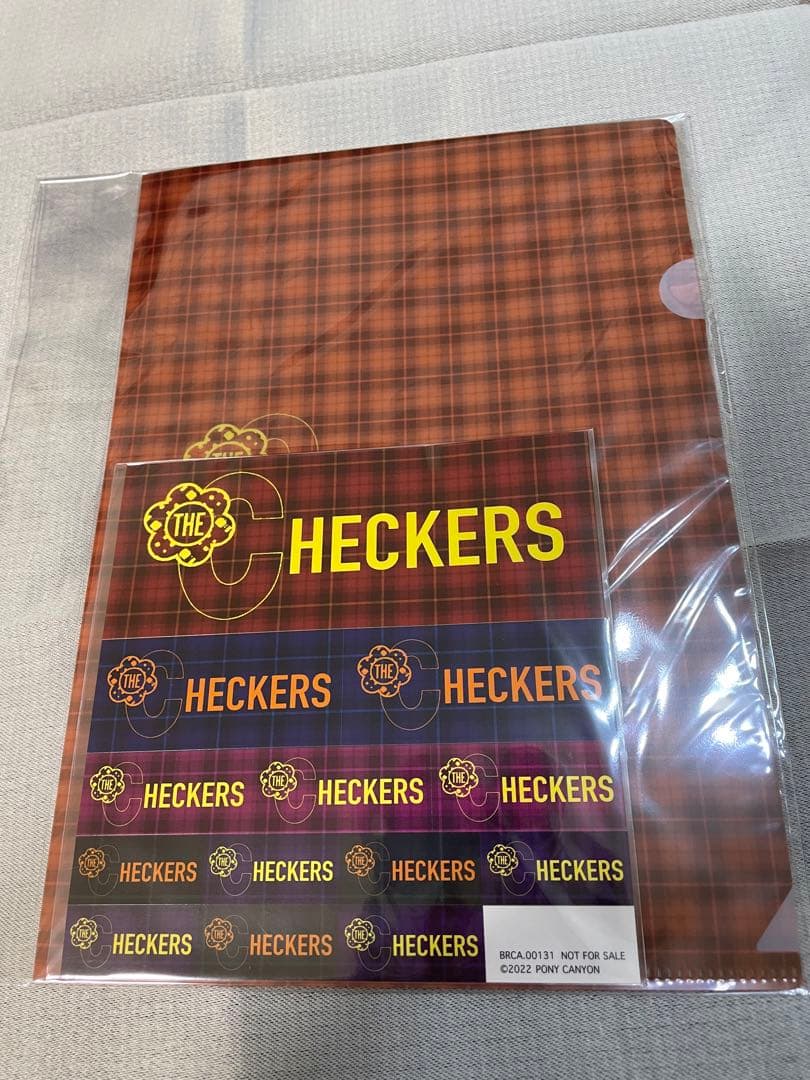 THE
THE CHECKERS
THE CHECKERS THE CHECKERS
THE CHECKERS THE CHECKERS THE CHECKERS
THE CHECKERS THE CHECKERS THE CHECKERS THE CHECKERS
THE CHECKERS THE CHECKERS THE CHECKERS
BRCA.00131 NOT FOR SALE
©2022 PONY CANYON